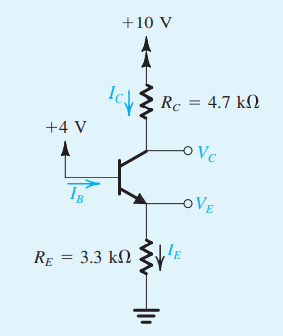 +10 V
I_C
R_C = 4.7 kΩ
+4 V
V_C
I_B
V_E
R_E = 3.3 kΩ
I_E